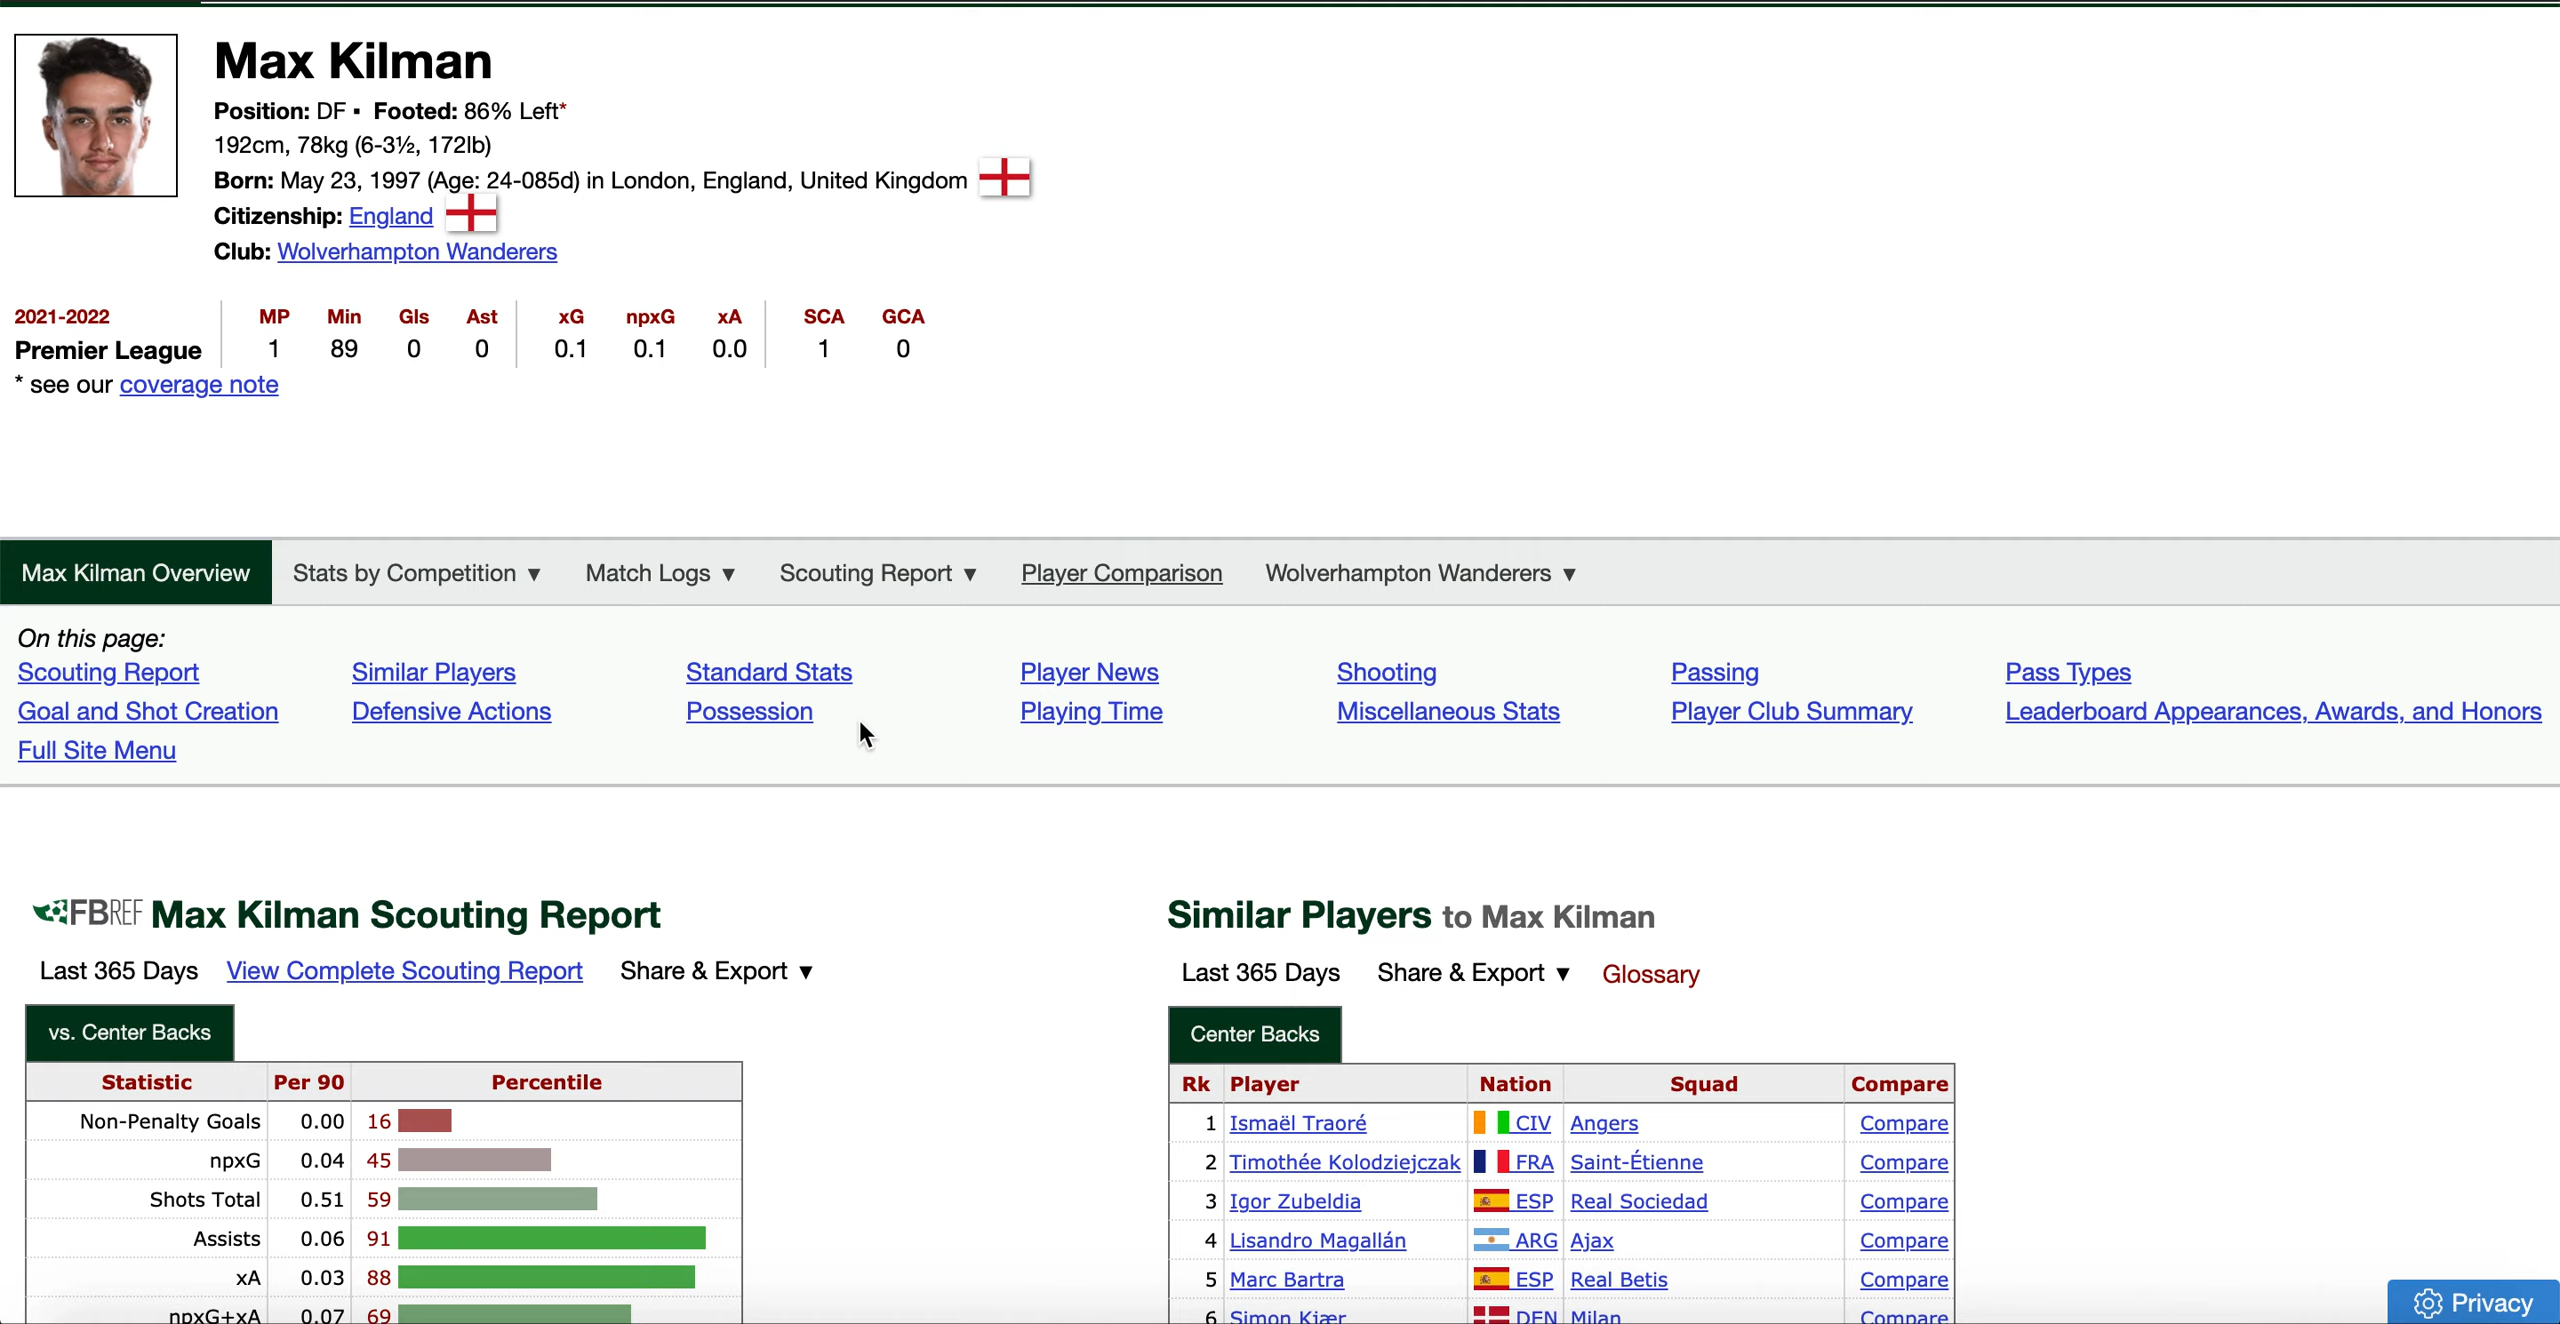 Max Kilman
Position: DF ▪ Footed: 86% Left*
192cm, 78kg (6-3½, 172lb)
Born: May 23, 1997 (Age: 24-085d) in London, England, United Kingdom
Citizenship: England
Club: Wolverhampton Wanderers
2021-2022 MP Min Gls Ast xG npxG xA SCA GCA
Premier League 1 89 0 0 0.1 0.1 0.0 1 0
* see our coverage note
Max Kilman Overview Stats by Competition ▼ Match Logs ▼ Scouting Report ▼ Player Comparison Wolverhampton Wanderers ▼
On this page:
Scouting Report Similar Players Standard Stats Player News Shooting Passing Pass Types
Goal and Shot Creation Defensive Actions Possession Playing Time Miscellaneous Stats Player Club Summary Leaderboard Appearances, Awards, and Honors
Full Site Menu
FBREF Max Kilman Scouting Report
Last 365 Days View Complete Scouting Report Share & Export ▼
vs. Center Backs
Statistic Per 90 Percentile
Non-Penalty Goals 0.00 16
npxG 0.04 45
Shots Total 0.51 59
Assists 0.06 91
xA 0.03 88
npxG+xA 0.07 69
Similar Players to Max Kilman
Last 365 Days Share & Export ▼ Glossary
Center Backs
Rk Player Nation Squad Compare
1 Ismaël Traoré CIV Angers Compare
2 Timothée Kolodziejczak FRA Saint-Étienne Compare
3 Igor Zubeldia ESP Real Sociedad Compare
4 Lisandro Magallán ARG Ajax Compare
5 Marc Bartra ESP Real Betis Compare
6 Simon Kjær DEN Milan Compare
Privacy